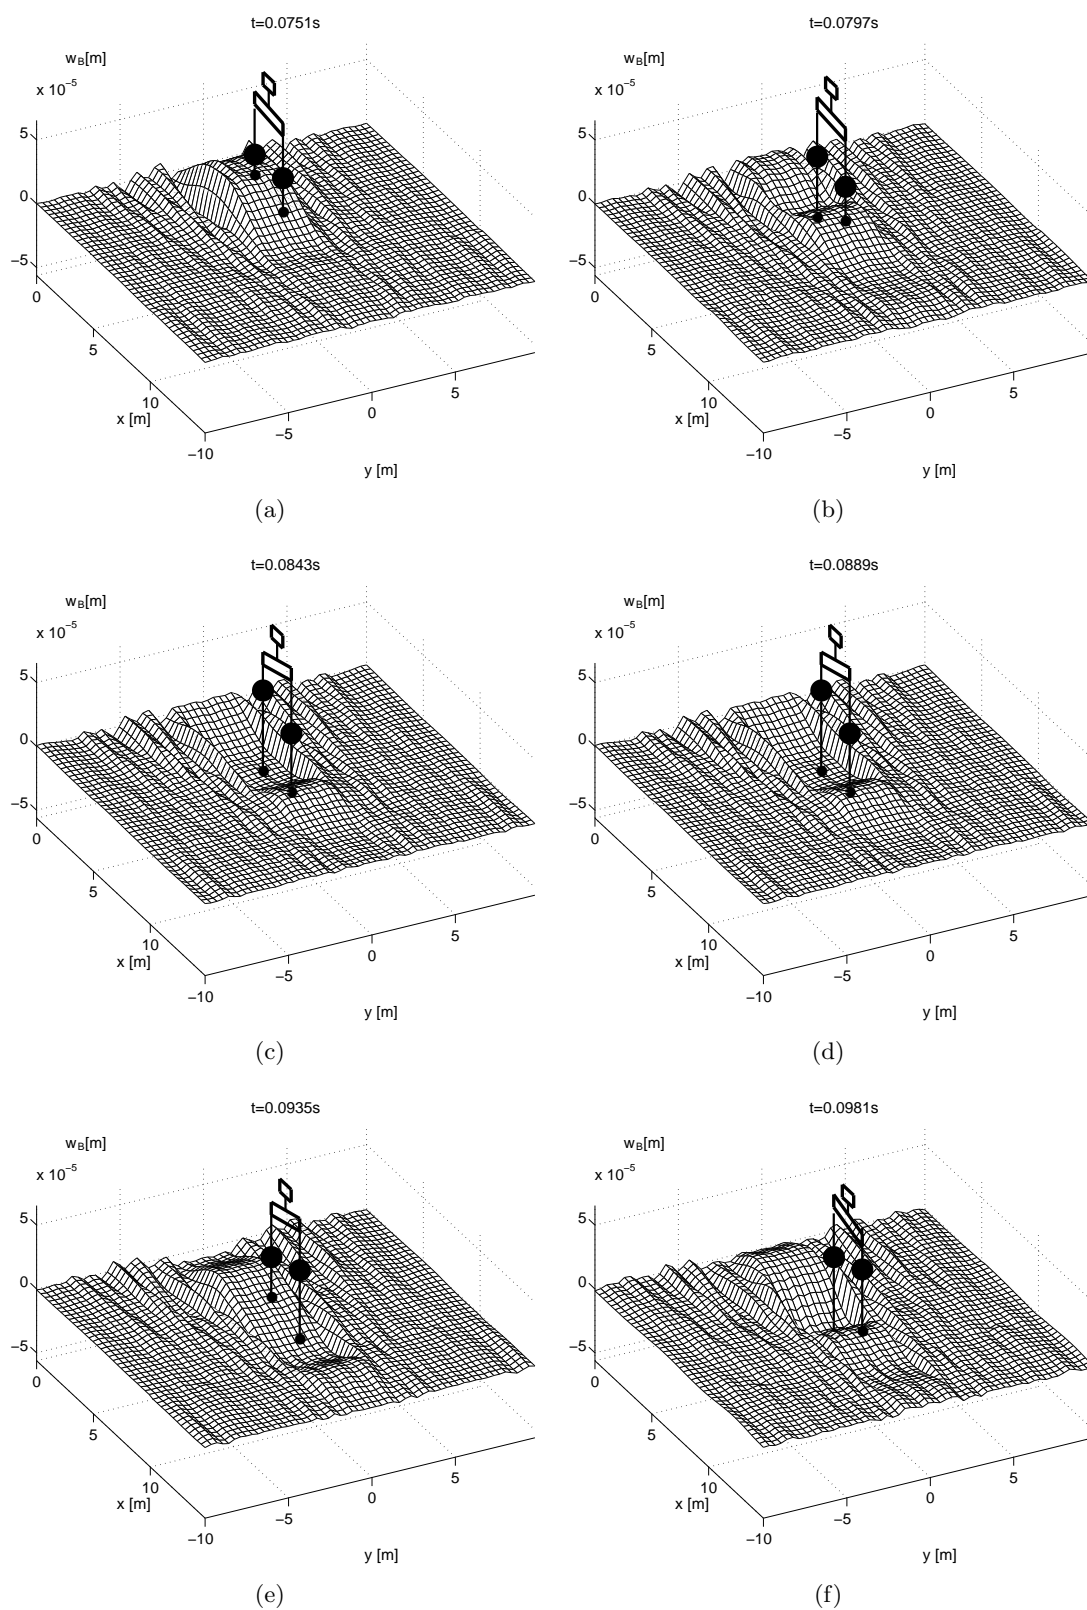 t=0.0751s
w_B[m]
x 10^−5
5
0
−5
0
5
10
x [m]
−10
−5
0
5
y [m]
(a)
t=0.0797s
w_B[m]
x 10^−5
5
0
−5
0
5
10
x [m]
−10
−5
0
5
y [m]
(b)
t=0.0843s
w_B[m]
x 10^−5
5
0
−5
0
5
10
x [m]
−10
−5
0
5
y [m]
(c)
t=0.0889s
w_B[m]
x 10^−5
5
0
−5
0
5
10
x [m]
−10
−5
0
5
y [m]
(d)
t=0.0935s
w_B[m]
x 10^−5
5
0
−5
0
5
10
x [m]
−10
−5
0
5
y [m]
(e)
t=0.0981s
w_B[m]
x 10^−5
5
0
−5
0
5
10
x [m]
−10
−5
0
5
y [m]
(f)